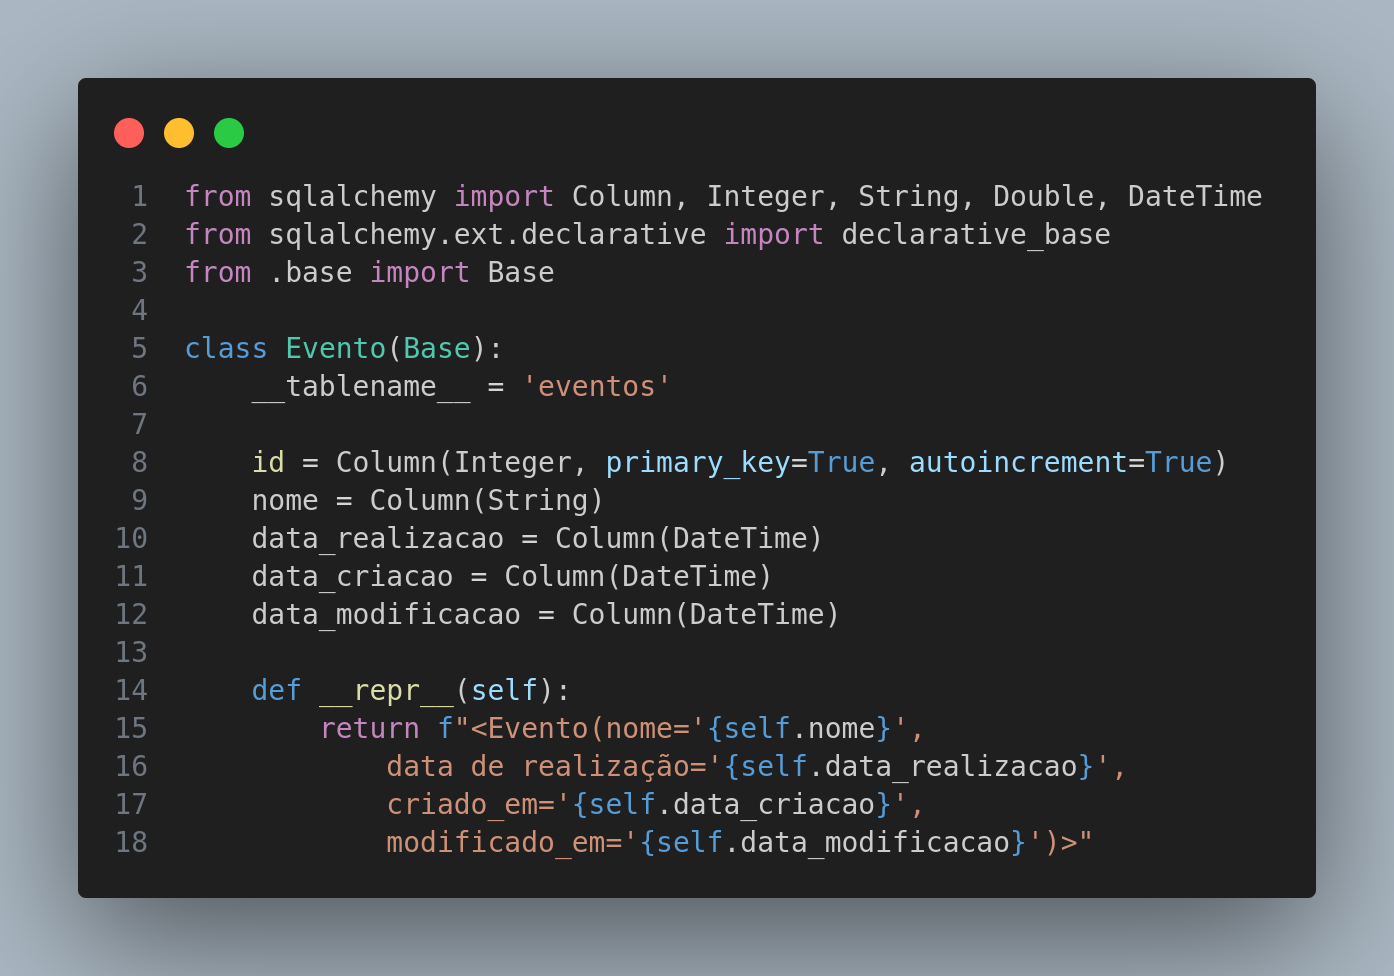 1 from sqlalchemy import Column, Integer, String, Double, DateTime
2 from sqlalchemy.ext.declarative import declarative_base
3 from .base import Base
4
5 class Evento(Base):
6     __tablename__ = 'eventos'
7
8     id = Column(Integer, primary_key=True, autoincrement=True)
9     nome = Column(String)
10     data_realizacao = Column(DateTime)
11     data_criacao = Column(DateTime)
12     data_modificacao = Column(DateTime)
13
14     def __repr__(self):
15         return f"<Evento(nome='{self.nome}',
16             data de realização='{self.data_realizacao}',
17             criado_em='{self.data_criacao}',
18             modificado_em='{self.data_modificacao}')>"